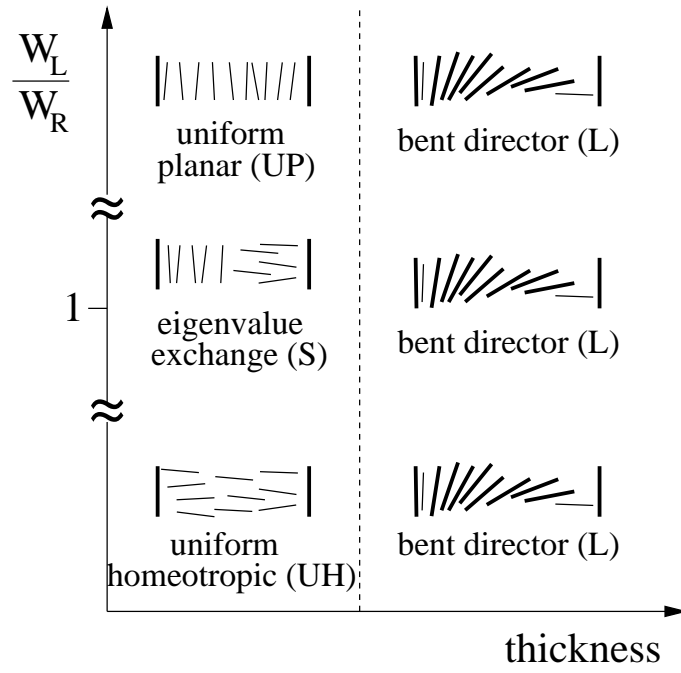 W_L
W_R
uniform
planar (UP)
bent director (L)
≈
1
eigenvalue
exchange (S)
bent director (L)
≈
uniform
homeotropic (UH)
bent director (L)
thickness